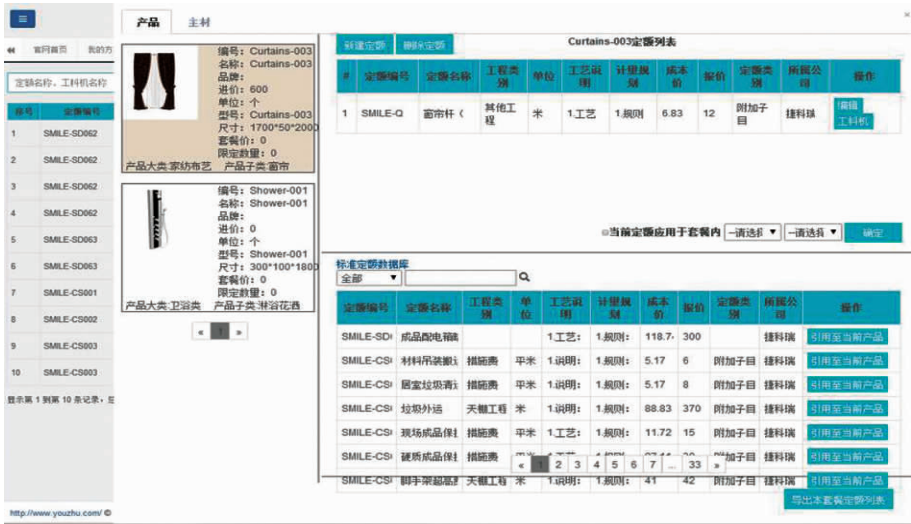 产品 主材
官网首页 我的方
定额名称，工料机名称
序号 定额编号
1 SMILE-SD062
2 SMILE-SD062
3 SMILE-SD062
4 SMILE-SD062
5 SMILE-SD063
6 SMILE-SD063
7 SMILE-CS001
8 SMILE-CS002
9 SMILE-CS003
10 SMILE-CS003
显示第 1 到第 10 条记录，总
http://www.youzhu.com/ ©
编号: Curtains-003
名称: Curtains-003
品牌:
进价: 600
单位: 个
型号: Curtains-003
尺寸: 1700*50*2000
套餐价: 0
限定数量: 0
产品大类:家纺布艺 产品子类:窗帘
编号: Shower-001
名称: Shower-001
品牌:
进价: 0
单位: 个
型号: Shower-001
尺寸: 300*100*1800
套餐价: 0
限定数量: 0
产品大类:卫浴类 产品子类:淋浴花洒
« 1 »
新建定额 删除定额 Curtains-003定额列表
# 定额编号 定额名称 工程类别 单位 工艺说明 计量规则 成本价 报价 定额类别 所属公司 操作
1 SMILE-Q 窗帘杆（ 其他工程 米 1.工艺 1.规则 6.83 12 附加子目 捷科瑞 编辑 工料机
当前定额应用于套餐内 --请选择 --请选择 确定
标准定额数据库
全部
定额编号 定额名称 工程类别 单位 工艺说明 计量规则 成本价 报价 定额类别 所属公司 操作
SMILE-SD 成品配电箱 1.工艺: 1.规则: 118.7 300 捷科瑞 引用至当前产品
SMILE-CS 材料吊装搬运 措施费 平米 1.说明: 1.规则: 5.17 6 附加子目 捷科瑞 引用至当前产品
SMILE-CS 居室垃圾清运 措施费 平米 1.说明: 1.规则: 5.17 8 附加子目 捷科瑞 引用至当前产品
SMILE-CS 垃圾外运 天棚工程 米 1.说明: 1.规则: 88.83 370 附加子目 捷科瑞 引用至当前产品
SMILE-CS 现场成品保 措施费 平米 1.工艺: 1.规则: 11.72 15 附加子目 捷科瑞 引用至当前产品
SMILE-CS 硬质成品保 措施费 附加子目 捷科瑞 引用至当前产品
« 1 2 3 4 5 6 7 ... 33 »
SMILE-CS 脚手架超高 天棚工程 米 1.说明: 1.规则: 41 42 附加子目 捷科瑞 引用至当前产品
导出本套餐定额列表